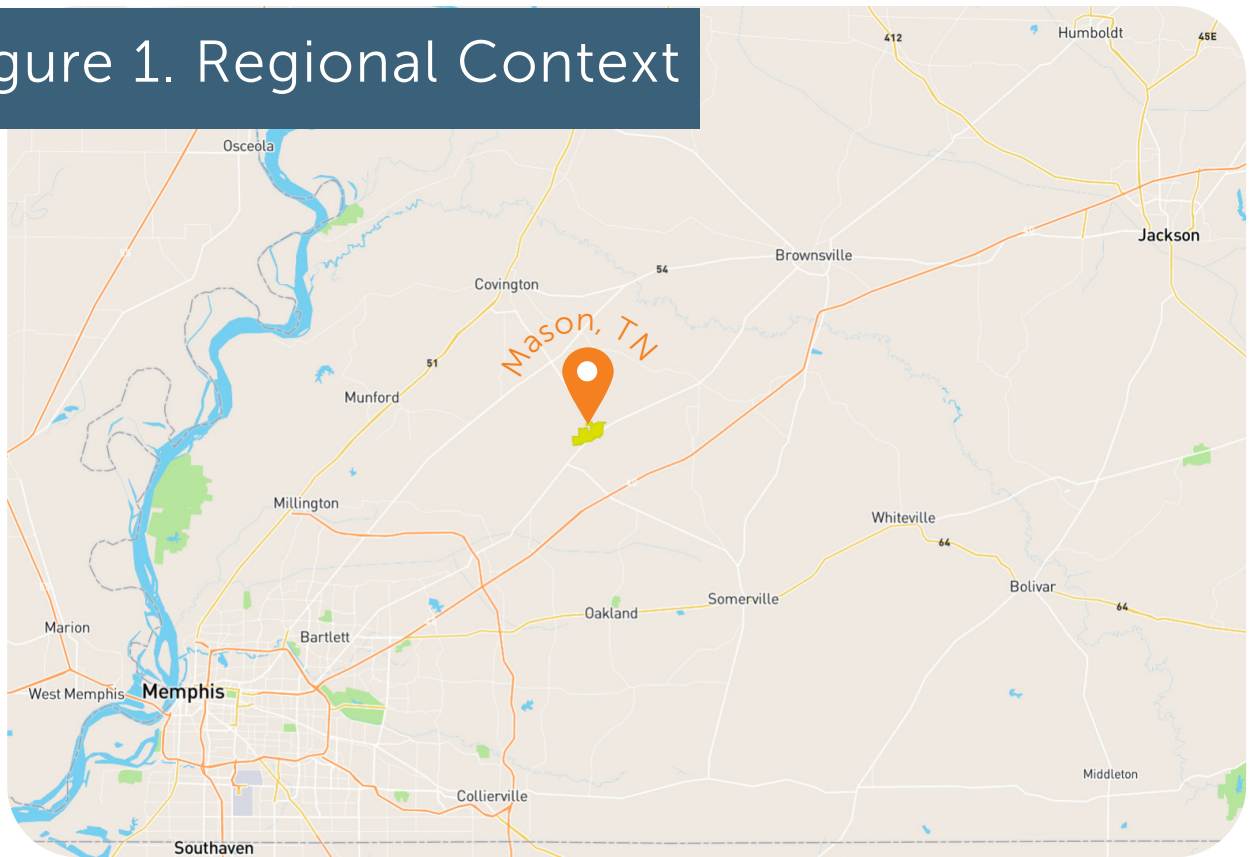 gure 1. Regional Context
412
Humboldt
45E
Osceola
Jackson
Brownsville
54
Covington
Mason, TN
51
Munford
Millington
Whiteville
64
Bolivar
Somerville
64
Oakland
Marion
Bartlett
West Memphis
Memphis
Middleton
Collierville
Southaven